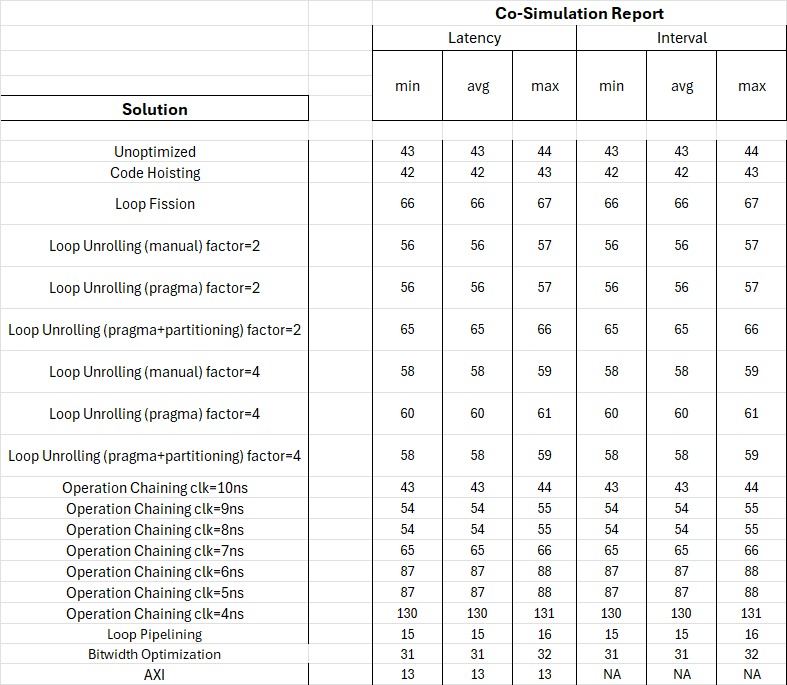 Co-Simulation Report
Latency Interval
min avg max min avg max
Solution
Unoptimized 43 43 44 43 43 44
Code Hoisting 42 42 43 42 42 43
Loop Fission 66 66 67 66 66 67
Loop Unrolling (manual) factor=2 56 56 57 56 56 57
Loop Unrolling (pragma) factor=2 56 56 57 56 56 57
Loop Unrolling (pragma+partitioning) factor=2 65 65 66 65 65 66
Loop Unrolling (manual) factor=4 58 58 59 58 58 59
Loop Unrolling (pragma) factor=4 60 60 61 60 60 61
Loop Unrolling (pragma+partitioning) factor=4 58 58 59 58 58 59
Operation Chaining clk=10ns 43 43 44 43 43 44
Operation Chaining clk=9ns 54 54 55 54 54 55
Operation Chaining clk=8ns 54 54 55 54 54 55
Operation Chaining clk=7ns 65 65 66 65 65 66
Operation Chaining clk=6ns 87 87 88 87 87 88
Operation Chaining clk=5ns 87 87 88 87 87 88
Operation Chaining clk=4ns 130 130 131 130 130 131
Loop Pipelining 15 15 16 15 15 16
Bitwidth Optimization 31 31 32 31 31 32
AXI 13 13 13 NA NA NA